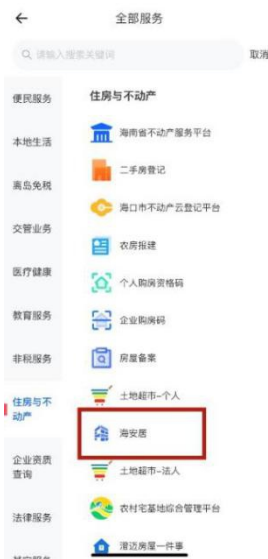 全部服务
请输入搜索关键词
取消
便民服务
本地生活
离岛免税
交管业务
医疗健康
教育服务
非税服务
住房与不
动产
企业资质
查询
法律服务
住房与不动产
海南省不动产服务平台
二手房登记
海口市不动产云登记平台
农房报建
个人购房资格码
企业购房码
房屋备案
土地超市-个人
海安居
土地超市-法人
农村宅基地综合管理平台
澄迈房屋一件事